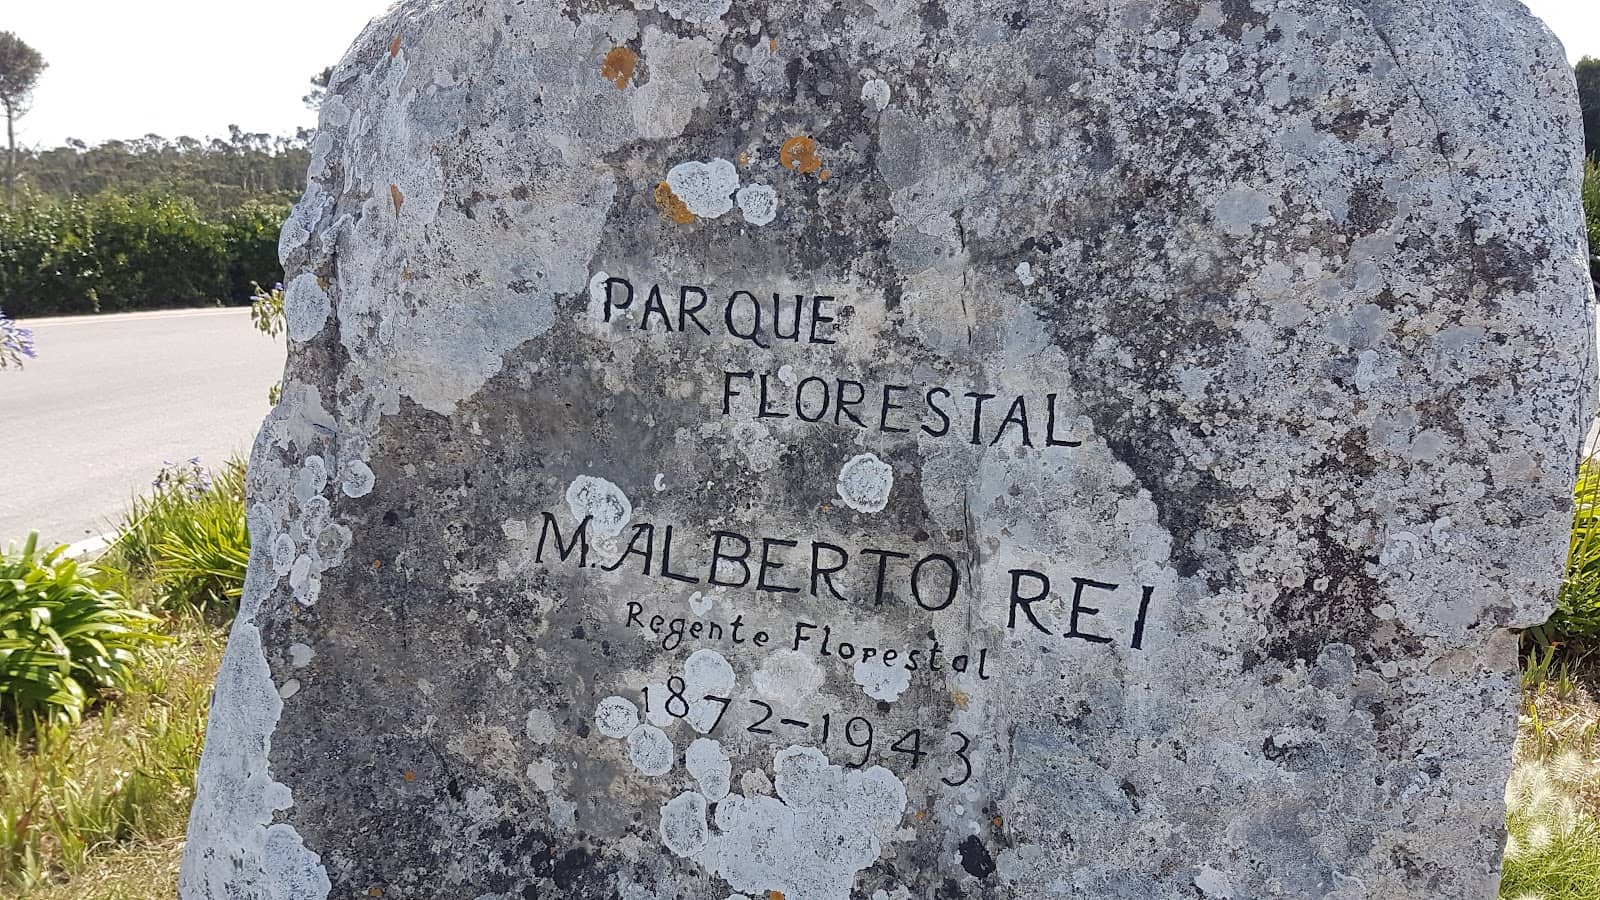 PARQUE
FLORESTAL
M. ALBERTO REI
Regente Florestal
1872-1943